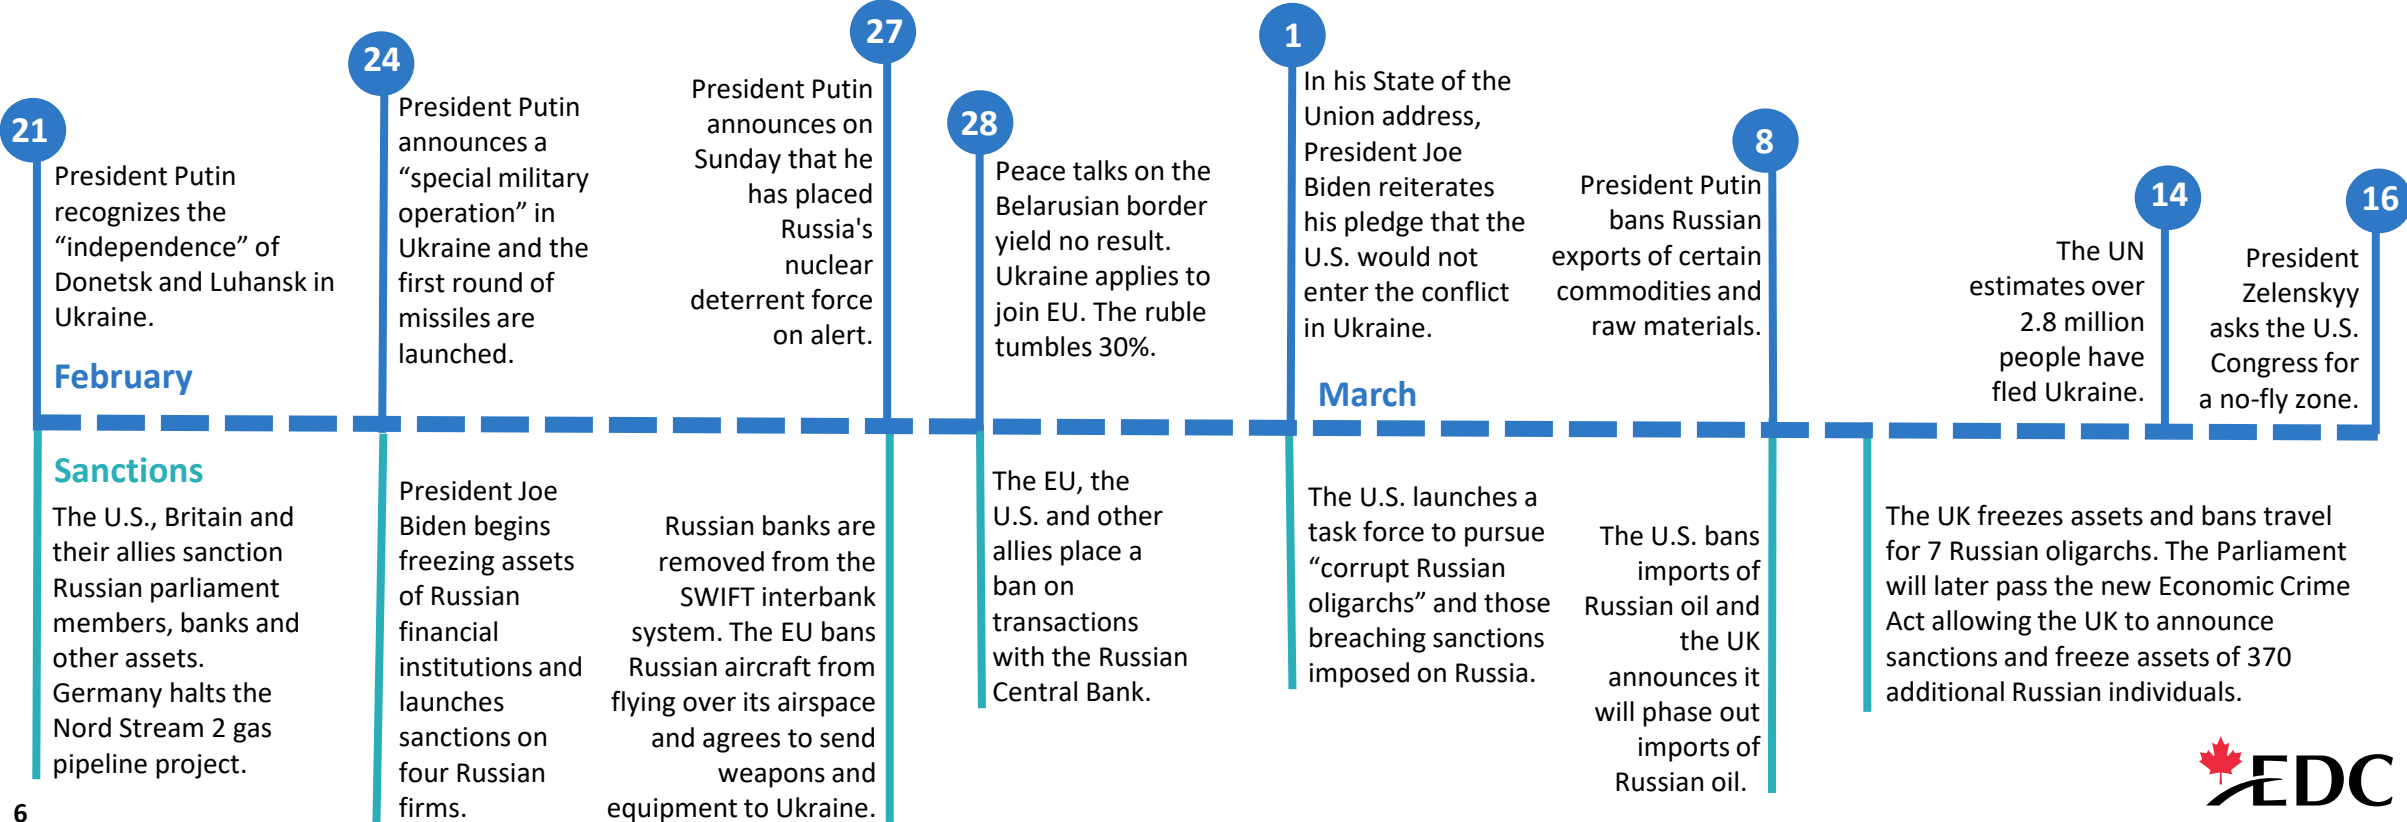 21
President Putin
recognizes the
“independence” of
Donetsk and Luhansk in
Ukraine.
24
President Putin
announces a
“special military
operation” in
Ukraine and the
first round of
missiles are
launched.
27
President Putin
announces on
Sunday that he
has placed
Russia's
nuclear
deterrent force
on alert.
28
Peace talks on the
Belarusian border
yield no result.
Ukraine applies to
join EU. The ruble
tumbles 30%.
1
In his State of the
Union address,
President Joe
Biden reiterates
his pledge that the
U.S. would not
enter the conflict
in Ukraine.
8
President Putin
bans Russian
exports of certain
commodities and
raw materials.
14
The UN
estimates over
2.8 million
people have
fled Ukraine.
16
President
Zelenskyy
asks the U.S.
Congress for
a no-fly zone.
February
March
Sanctions
The U.S., Britain and
their allies sanction
Russian parliament
members, banks and
other assets.
Germany halts the
Nord Stream 2 gas
pipeline project.
President Joe
Biden begins
freezing assets
of Russian
financial
institutions and
launches
sanctions on
four Russian
firms.
Russian banks are
removed from the
SWIFT interbank
system. The EU bans
Russian aircraft from
flying over its airspace
and agrees to send
weapons and
equipment to Ukraine.
The EU, the
U.S. and other
allies place a
ban on
transactions
with the Russian
Central Bank.
The U.S. launches a
task force to pursue
“corrupt Russian
oligarchs” and those
breaching sanctions
imposed on Russia.
The U.S. bans
imports of
Russian oil and
the UK
announces it
will phase out
imports of
Russian oil.
The UK freezes assets and bans travel
for 7 Russian oligarchs. The Parliament
will later pass the new Economic Crime
Act allowing the UK to announce
sanctions and freeze assets of 370
additional Russian individuals.
6
EDC